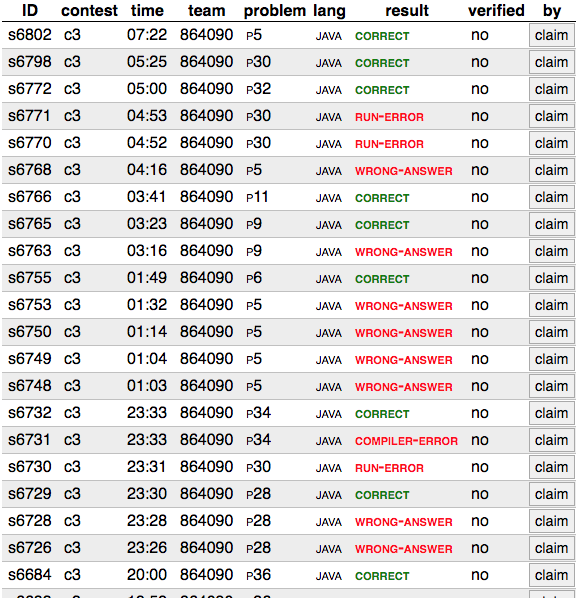 ID contest time team problem lang result verified by
s6802 c3 07:22 864090 P5 JAVA CORRECT no claim
s6798 c3 05:25 864090 P30 JAVA CORRECT no claim
s6772 c3 05:00 864090 P32 JAVA CORRECT no claim
s6771 c3 04:53 864090 P30 JAVA RUN-ERROR no claim
s6770 c3 04:52 864090 P30 JAVA RUN-ERROR no claim
s6768 c3 04:16 864090 P5 JAVA WRONG-ANSWER no claim
s6766 c3 03:41 864090 P11 JAVA CORRECT no claim
s6765 c3 03:23 864090 P9 JAVA CORRECT no claim
s6763 c3 03:16 864090 P9 JAVA WRONG-ANSWER no claim
s6755 c3 01:49 864090 P6 JAVA CORRECT no claim
s6753 c3 01:32 864090 P5 JAVA WRONG-ANSWER no claim
s6750 c3 01:14 864090 P5 JAVA WRONG-ANSWER no claim
s6749 c3 01:04 864090 P5 JAVA WRONG-ANSWER no claim
s6748 c3 01:03 864090 P5 JAVA WRONG-ANSWER no claim
s6732 c3 23:33 864090 P34 JAVA CORRECT no claim
s6731 c3 23:33 864090 P34 JAVA COMPILER-ERROR no claim
s6730 c3 23:31 864090 P30 JAVA RUN-ERROR no claim
s6729 c3 23:30 864090 P28 JAVA CORRECT no claim
s6728 c3 23:28 864090 P28 JAVA WRONG-ANSWER no claim
s6726 c3 23:26 864090 P28 JAVA WRONG-ANSWER no claim
s6684 c3 20:00 864090 P36 JAVA CORRECT no claim